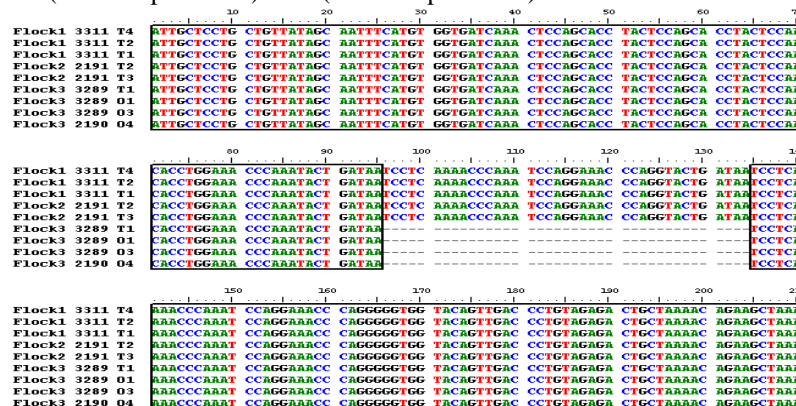 10 20 30 40 50 60
Flock1 3311 T4 ATTGCTCCTG CTGTTATAGC AATTTCATGT GGTGATCAAA CTCCAGCACC TACTCCAGCA CCTACTCCA
Flock1 3311 T2 ATTGCTCCTG CTGTTATAGC AATTTCATGT GGTGATCAAA CTCCAGCACC TACTCCAGCA CCTACTCCA
Flock1 3311 T1 ATTGCTCCTG CTGTTATAGC AATTTCATGT GGTGATCAAA CTCCAGCACC TACTCCAGCA CCTACTCCA
Flock2 2191 T2 ATTGCTCCTG CTGTTATAGC AATTTCATGT GGTGATCAAA CTCCAGCACC TACTCCAGCA CCTACTCCA
Flock2 2191 T3 ATTGCTCCTG CTGTTATAGC AATTTCATGT GGTGATCAAA CTCCAGCACC TACTCCAGCA CCTACTCCA
Flock3 3289 T1 ATTGCTCCTG CTGTTATAGC AATTTCATGT GGTGATCAAA CTCCAGCACC TACTCCAGCA CCTACTCCA
Flock3 3289 O1 ATTGCTCCTG CTGTTATAGC AATTTCATGT GGTGATCAAA CTCCAGCACC TACTCCAGCA CCTACTCCA
Flock3 3289 O3 ATTGCTCCTG CTGTTATAGC AATTTCATGT GGTGATCAAA CTCCAGCACC TACTCCAGCA CCTACTCCA
Flock3 2190 O4 ATTGCTCCTG CTGTTATAGC AATTTCATGT GGTGATCAAA CTCCAGCACC TACTCCAGCA CCTACTCCA
80 90 100 110 120 130
Flock1 3311 T4 CACCTGGAAA CCCAAATACT GATAATCCTC AAAACCCAAA TCCAGGAAAC CCAGGTACTG ATAATCCTC
Flock1 3311 T2 CACCTGGAAA CCCAAATACT GATAATCCTC AAAACCCAAA TCCAGGAAAC CCAGGTACTG ATAATCCTC
Flock1 3311 T1 CACCTGGAAA CCCAAATACT GATAATCCTC AAAACCCAAA TCCAGGAAAC CCAGGTACTG ATAATCCTC
Flock2 2191 T2 CACCTGGAAA CCCAAATACT GATAATCCTC AAAACCCAAA TCCAGGAAAC CCAGGTACTG ATAATCCTC
Flock2 2191 T3 CACCTGGAAA CCCAAATACT GATAATCCTC AAAACCCAAA TCCAGGAAAC CCAGGTACTG ATAATCCTC
Flock3 3289 T1 CACCTGGAAA CCCAAATACT GATAA----- ---------- ---------- ---------- ----TCCTC
Flock3 3289 O1 CACCTGGAAA CCCAAATACT GATAA----- ---------- ---------- ---------- ----TCCTC
Flock3 3289 O3 CACCTGGAAA CCCAAATACT GATAA----- ---------- ---------- ---------- ----TCCTC
Flock3 2190 O4 CACCTGGAAA CCCAAATACT GATAA----- ---------- ---------- ---------- ----TCCTC
150 160 170 180 190 200
Flock1 3311 T4 AAACCCAAAT CCAGGAAACC CAGGGGGTGG TACAGTTGAC CCTGTAGAGA CTGCTAAAAC AGAAGCTAA
Flock1 3311 T2 AAACCCAAAT CCAGGAAACC CAGGGGGTGG TACAGTTGAC CCTGTAGAGA CTGCTAAAAC AGAAGCTAA
Flock1 3311 T1 AAACCCAAAT CCAGGAAACC CAGGGGGTGG TACAGTTGAC CCTGTAGAGA CTGCTAAAAC AGAAGCTAA
Flock2 2191 T2 AAACCCAAAT CCAGGAAACC CAGGGGGTGG TACAGTTGAC CCTGTAGAGA CTGCTAAAAC AGAAGCTAA
Flock2 2191 T3 AAACCCAAAT CCAGGAAACC CAGGGGGTGG TACAGTTGAC CCTGTAGAGA CTGCTAAAAC AGAAGCTAA
Flock3 3289 T1 AAACCCAAAT CCAGGAAACC CAGGGGGTGG TACAGTTGAC CCTGTAGAGA CTGCTAAAAC AGAAGCTAA
Flock3 3289 O1 AAACCCAAAT CCAGGAAACC CAGGGGGTGG TACAGTTGAC CCTGTAGAGA CTGCTAAAAC AGAAGCTAA
Flock3 3289 O3 AAACCCAAAT CCAGGAAACC CAGGGGGTGG TACAGTTGAC CCTGTAGAGA CTGCTAAAAC AGAAGCTAA
Flock3 2190 O4 AAACCCAAAT CCAGGAAACC CAGGGGGTGG TACAGTTGAC CCTGTAGAGA CTGCTAAAAC AGAAGCTAA